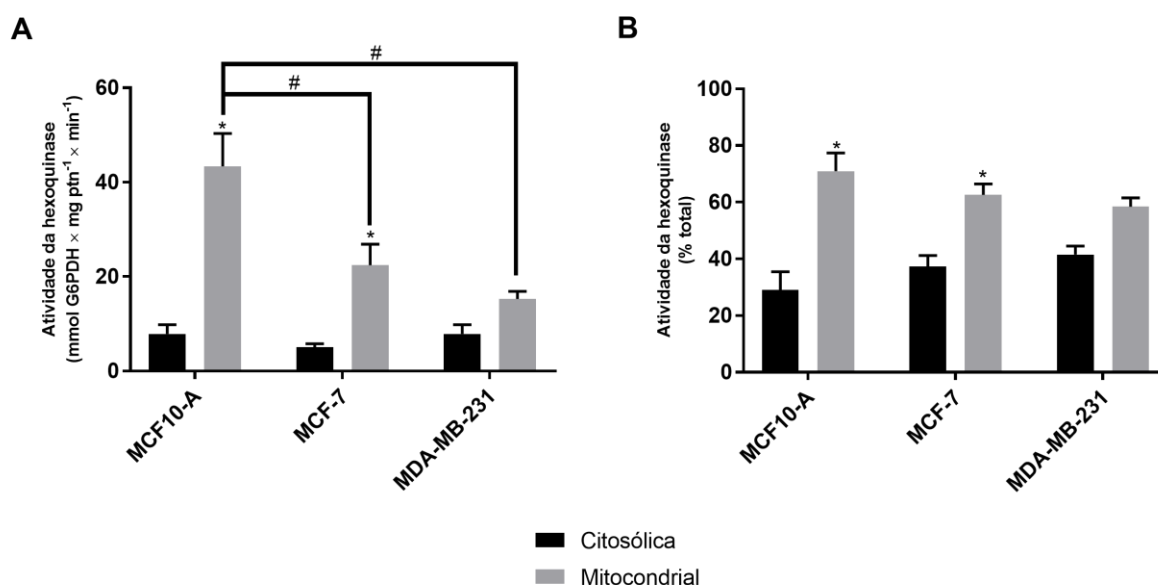 A
Atividade da hexoquinase
(mmol G6PDH × mg ptn⁻¹ × min⁻¹)
60
40
20
0
#
#
*
*
MCF10-A
MCF-7
MDA-MB-231
B
Atividade da hexoquinase
(% total)
100
80
60
40
20
0
*
*
MCF10-A
MCF-7
MDA-MB-231
Citosólica
Mitocondrial